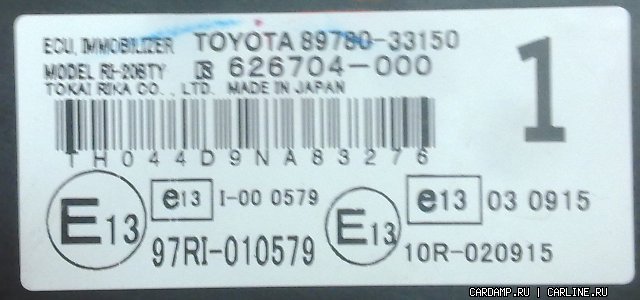 ECU, IMMOBILIZER TOYOTA 89780-33150
MODEL RI-20BTY 626704-000
TOKAI RIKA CO., LTD. MADE IN JAPAN
1
TH044D9NA83276
E13 e13 I-00 0579 E13 e13 03 0915
97RI-010579 10R-020915
CARDAMP.RU | CARLINE.RU